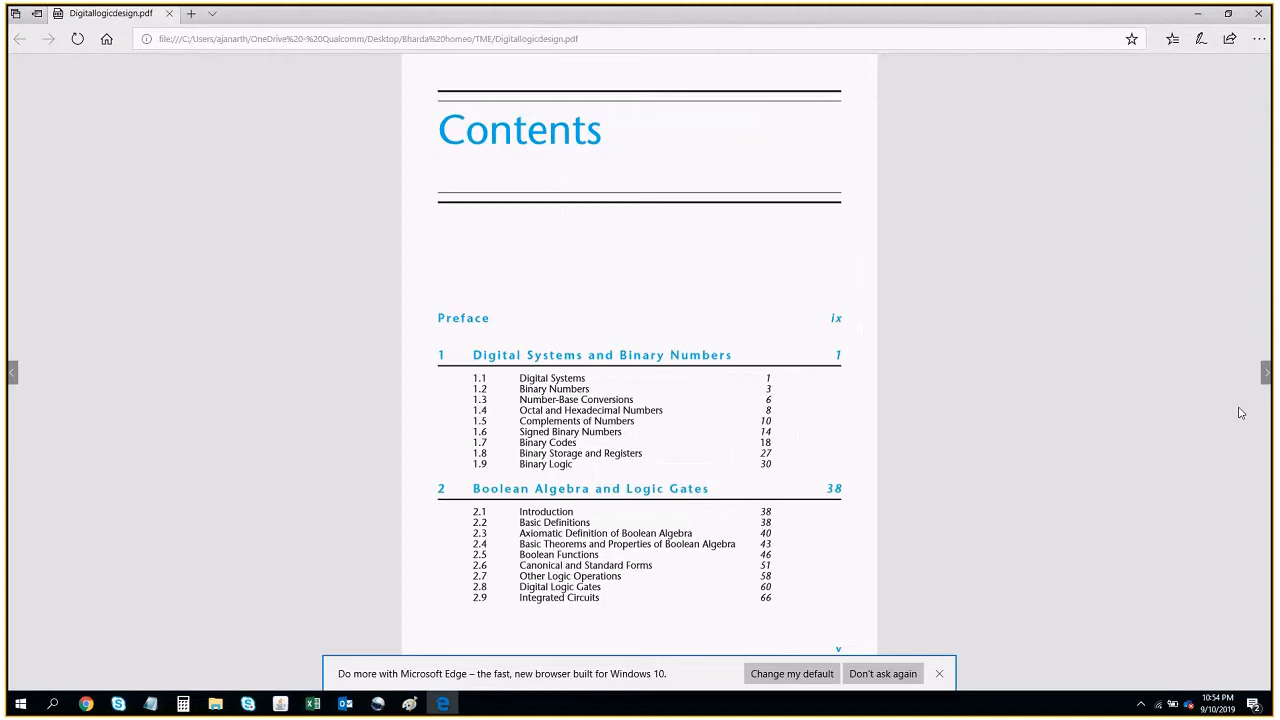 Digitallogicdesign.pdf
file:///C:/Users/ajanarth/OneDrive%20-%20Qualcomm/Desktop/Bharda%20homeo/TME/Digitallogicdesign.pdf
Contents
Preface ix
1 Digital Systems and Binary Numbers 1
1.1 Digital Systems 1
1.2 Binary Numbers 3
1.3 Number-Base Conversions 6
1.4 Octal and Hexadecimal Numbers 8
1.5 Complements of Numbers 10
1.6 Signed Binary Numbers 14
1.7 Binary Codes 18
1.8 Binary Storage and Registers 27
1.9 Binary Logic 30
2 Boolean Algebra and Logic Gates 38
2.1 Introduction 38
2.2 Basic Definitions 38
2.3 Axiomatic Definition of Boolean Algebra 40
2.4 Basic Theorems and Properties of Boolean Algebra 43
2.5 Boolean Functions 46
2.6 Canonical and Standard Forms 51
2.7 Other Logic Operations 58
2.8 Digital Logic Gates 60
2.9 Integrated Circuits 66
v
Do more with Microsoft Edge – the fast, new browser built for Windows 10. Change my default Don't ask again
10:54 PM
9/10/2019
2